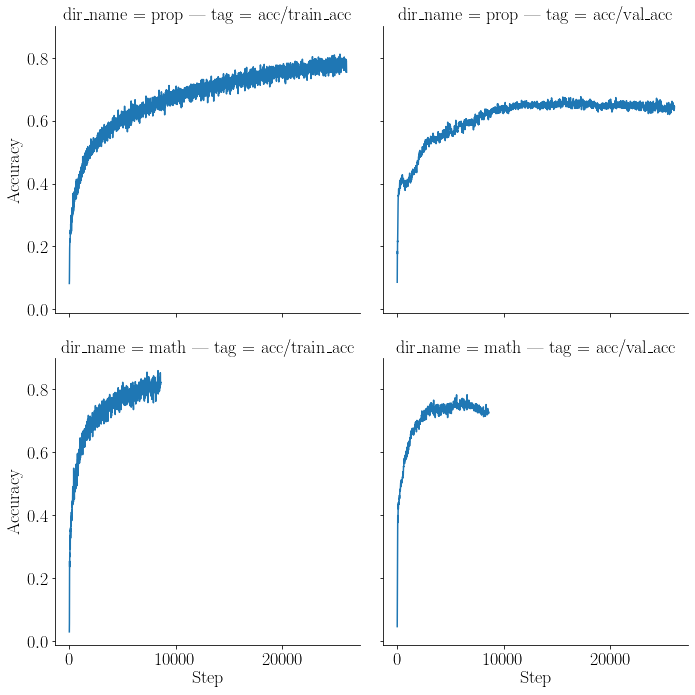 dir_name = prop — tag = acc/train_acc
dir_name = prop — tag = acc/val_acc
0.8
0.6
Accuracy
0.4
0.2
0.0
dir_name = math — tag = acc/train_acc
dir_name = math — tag = acc/val_acc
0.8
0.6
Accuracy
0.4
0.2
0.0
0
10000
20000
0
10000
20000
Step
Step